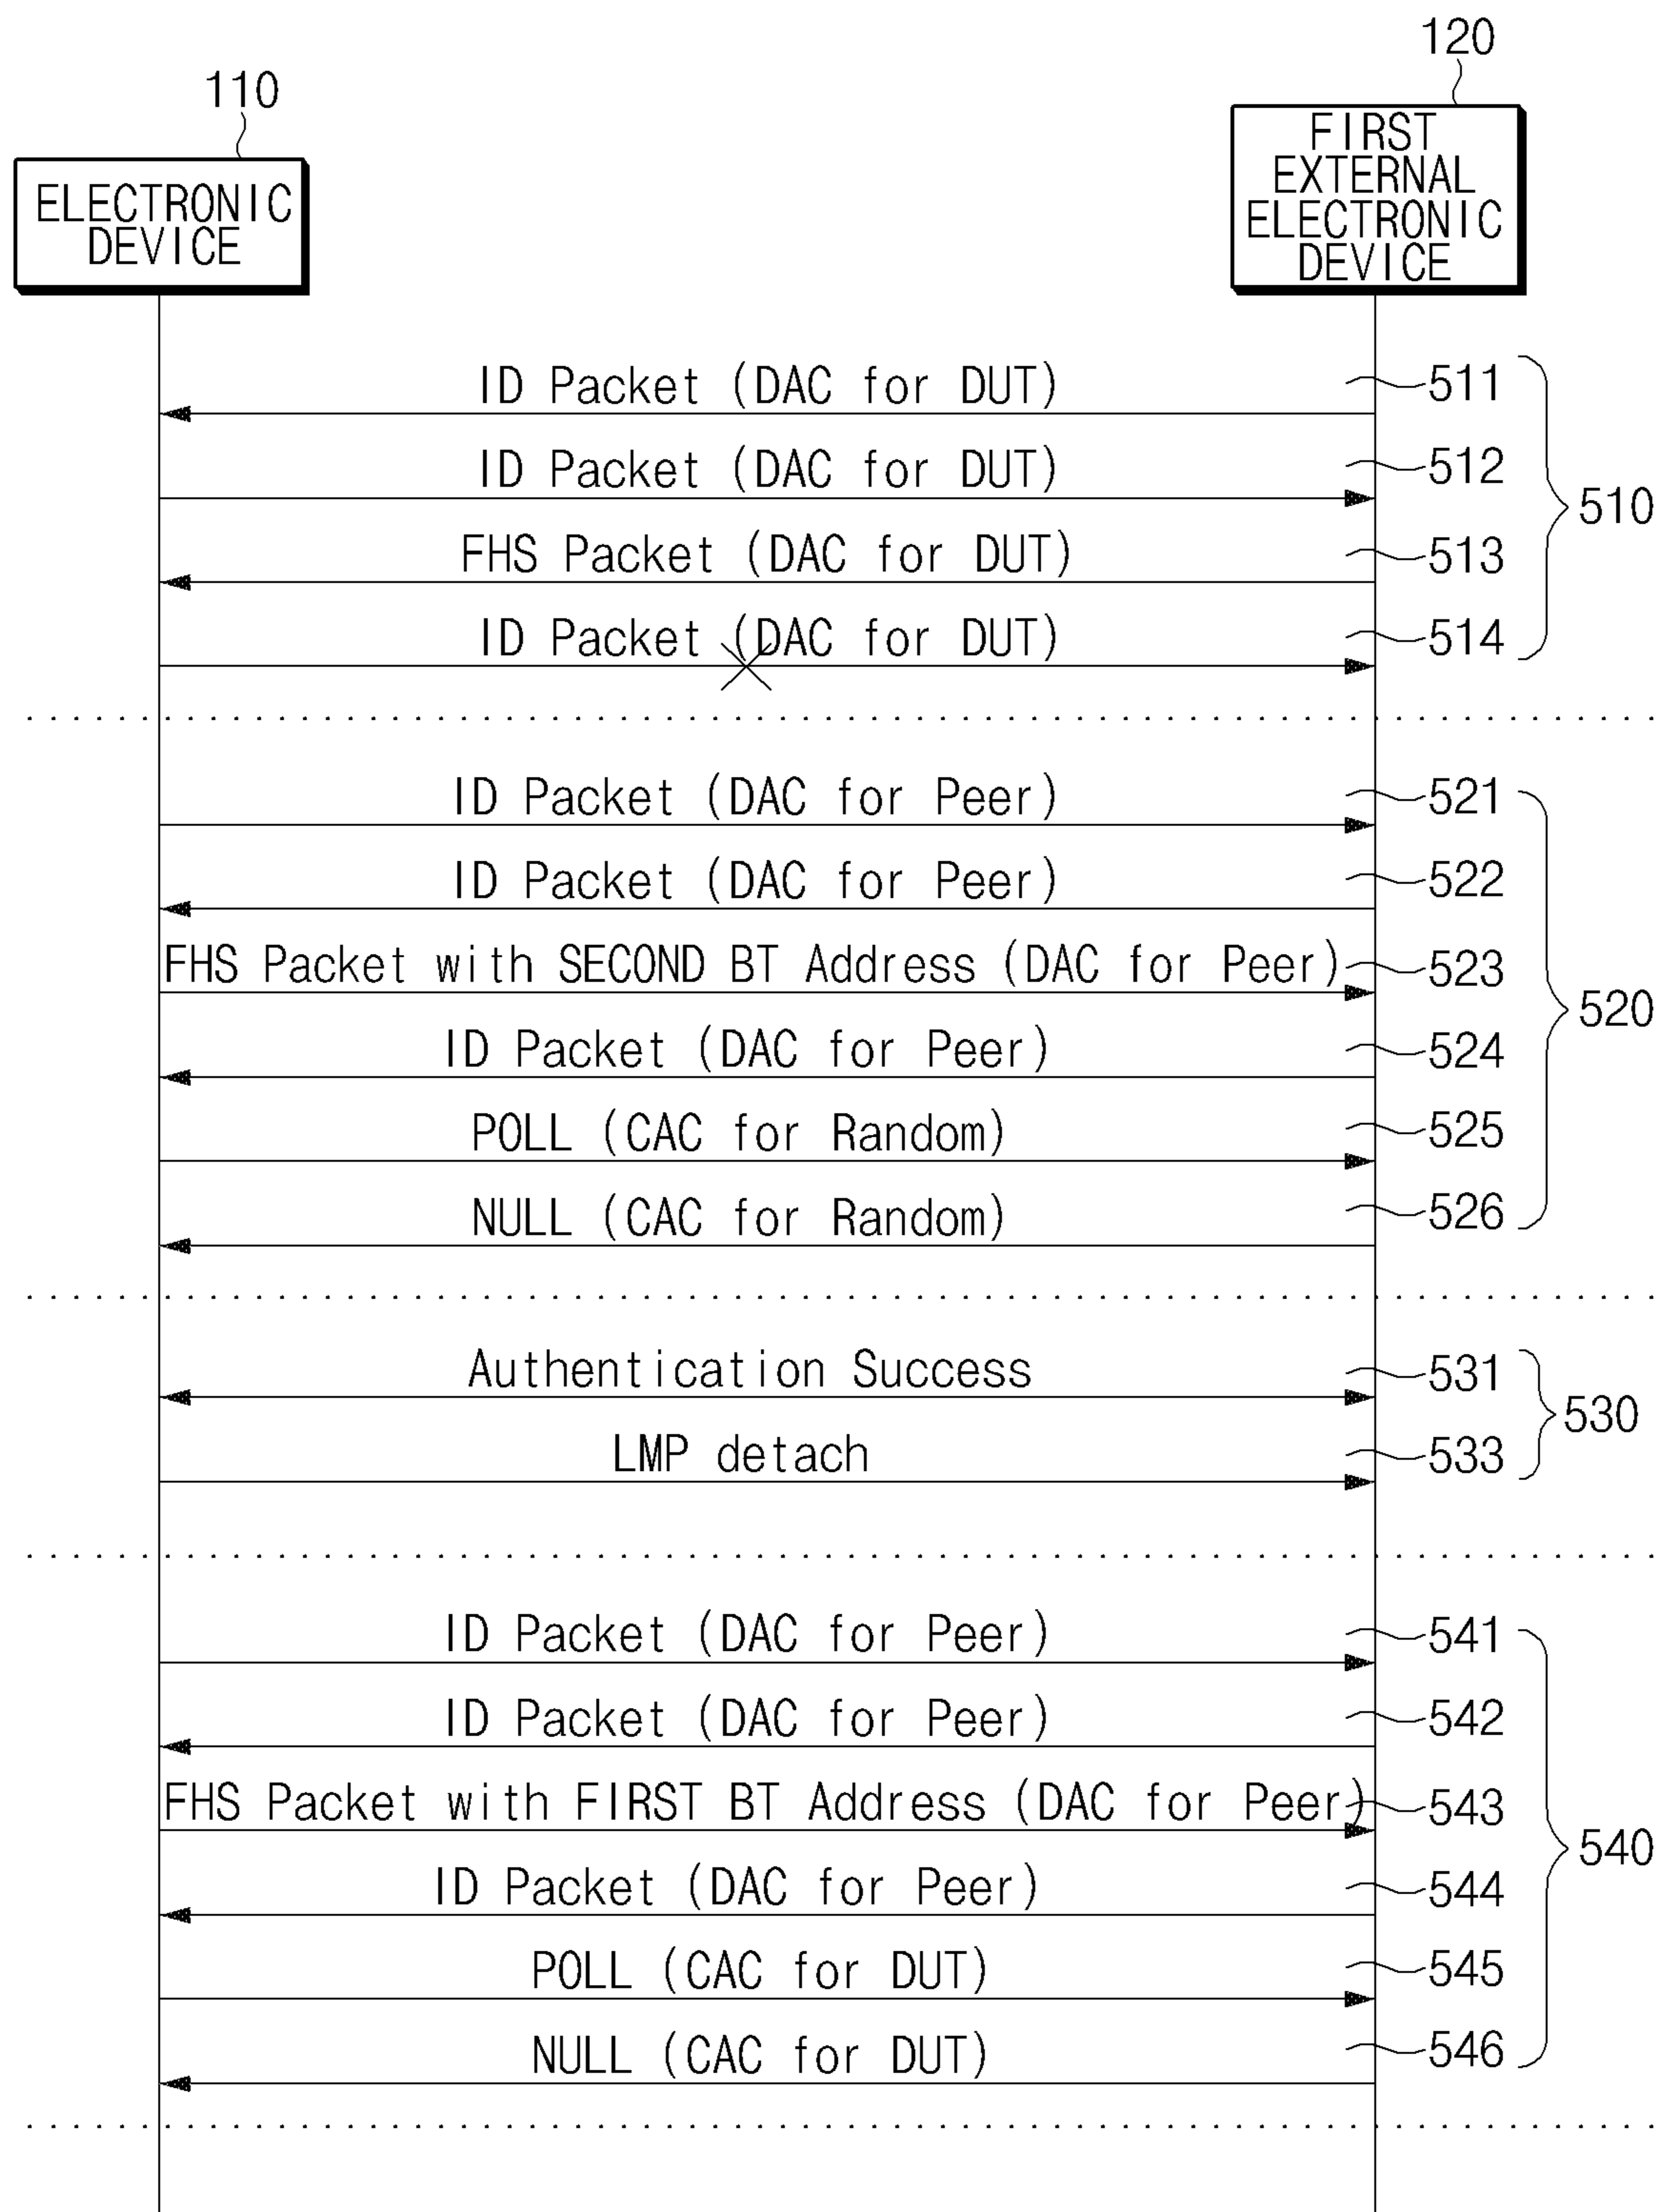 120
110
FIRST
EXTERNAL
ELECTRONIC
DEVICE
ELECTRONIC
DEVICE
ID Packet (DAC for DUT)
511
ID Packet (DAC for DUT)
512
510
FHS Packet (DAC for DUT)
513
ID Packet (DAC for DUT)
514
ID Packet (DAC for Peer)
521
ID Packet (DAC for Peer)
522
FHS Packet with SECOND BT Address (DAC for Peer)
523
520
ID Packet (DAC for Peer)
524
POLL (CAC for Random)
525
NULL (CAC for Random)
526
Authentication Success
531
530
LMP detach
533
ID Packet (DAC for Peer)
541
ID Packet (DAC for Peer)
542
FHS Packet with FIRST BT Address (DAC for Peer)
543
540
ID Packet (DAC for Peer)
544
POLL (CAC for DUT)
545
NULL (CAC for DUT)
546